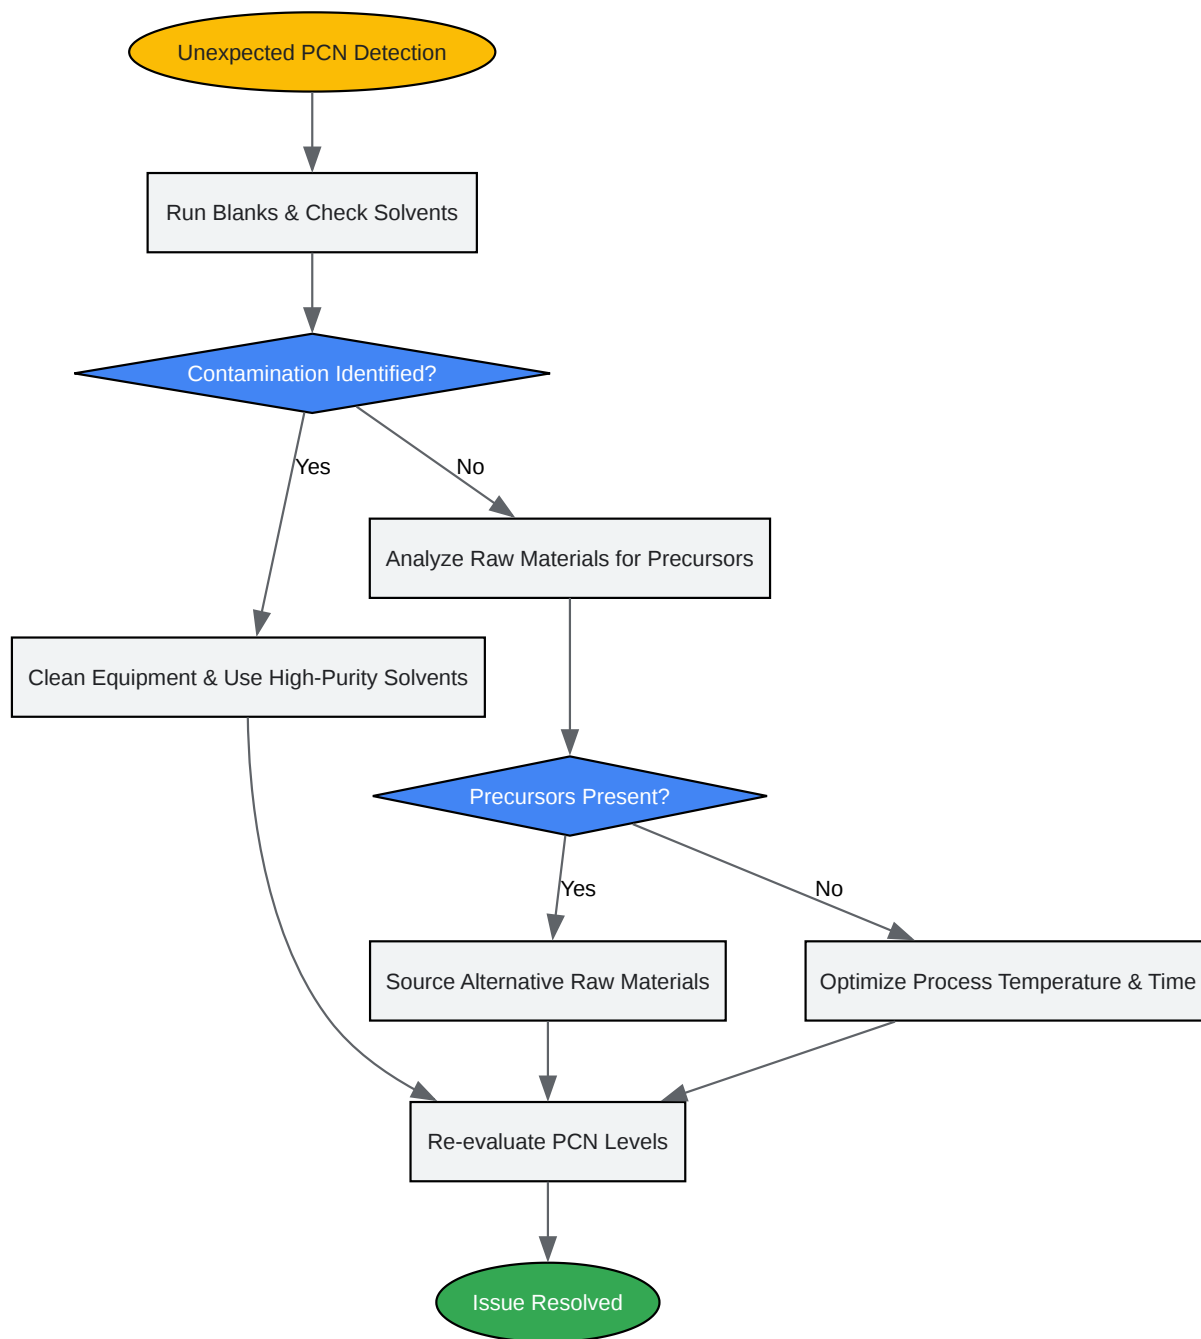 Unexpected PCN Detection
Run Blanks & Check Solvents
Contamination Identified?
Yes
No
Analyze Raw Materials for Precursors
Clean Equipment & Use High-Purity Solvents
Precursors Present?
Yes
No
Source Alternative Raw Materials
Optimize Process Temperature & Time
Re-evaluate PCN Levels
Issue Resolved